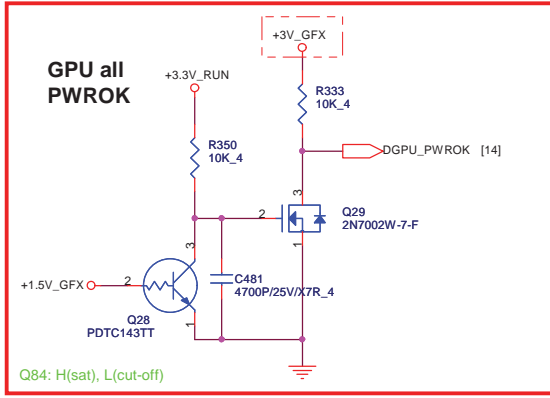 GPU all
PWROK
+3V_GFX
+3.3V_RUN
R333
10K_4
R350
10K_4
DGPU_PWROK [14]
3
2
Q29
2N7002W-7-F
1
3
+1.5V_GFX
2
C481
4700P/25V/X7R_4
Q28
PDTC143TT
1
Q84: H(sat), L(cut-off)